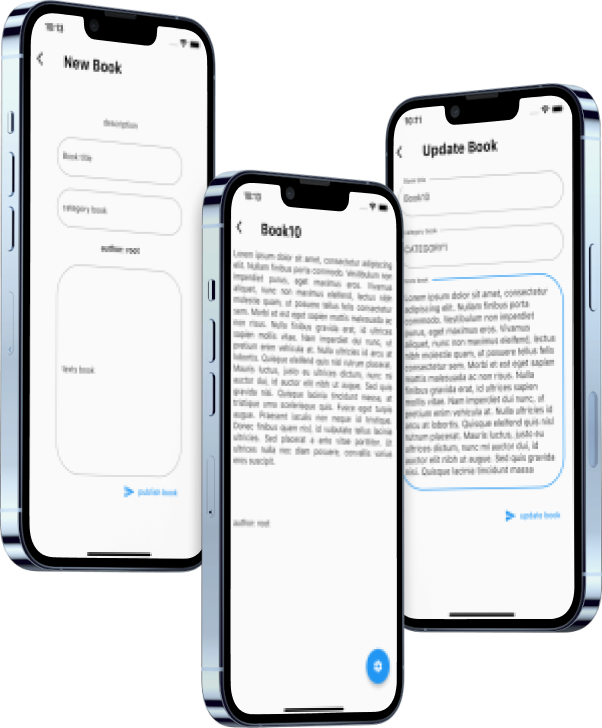 10:13
New Book
description
Book title
category book
author: root
texto book
publish book
10:13
Book10
Lorem ipsum dolor sit amet, consectetur adipiscing
elit. Nullam finibus porta commodo. Vestibulum non
imperdiet purus, eget maximus eros. Vivamus
aliquet, nunc non maximus eleifend, lectus nibh
molestie quam, ut posuere tellus felis consectetur
sem. Morbi et est eget sapien mattis malesuada ac
non risus. Nulla finibus gravida erat, id ultrices
sapien mollis vitae. Nam imperdiet dui nunc, ut
pretium enim vehicula at. Nulla ultricies id arcu at
lobortis. Quisque eleifend quis nisl rutrum placerat.
Mauris luctus, justo eu ultrices dictum, nunc mi
auctor dui, id auctor elit nibh ut augue. Sed quis
gravida nisi. Quisque lacinia tincidunt massa, at
tristique urna scelerisque quis. Fusce eget turpis
augue. Praesent iaculis non neque id tristique.
Donec finibus quam nisl, id vulputate tellus lacinia
ultricies. Sed placerat a ante vitae porttitor. Ut
ultrices nulla nec diam posuere, convallis varius
eros suscipit.
author: root
10:11
Update Book
Book title
Book10
category book
CATEGORY1
texto book
Lorem ipsum dolor sit amet, consectetur
adipiscing elit. Nullam finibus porta
commodo. Vestibulum non imperdiet
purus, eget maximus eros. Vivamus
aliquet, nunc non maximus eleifend, lectus
nibh molestie quam, ut posuere tellus felis
consectetur sem. Morbi et est eget sapien
mattis malesuada ac non risus. Nulla
finibus gravida erat, id ultrices sapien
mollis vitae. Nam imperdiet dui nunc, ut
pretium enim vehicula at. Nulla ultricies id
arcu at lobortis. Quisque eleifend quis nisl
rutrum placerat. Mauris luctus, justo eu
ultrices dictum, nunc mi auctor dui, id
auctor elit nibh ut augue. Sed quis gravida
nisi. Quisque lacinia tincidunt massa
update book